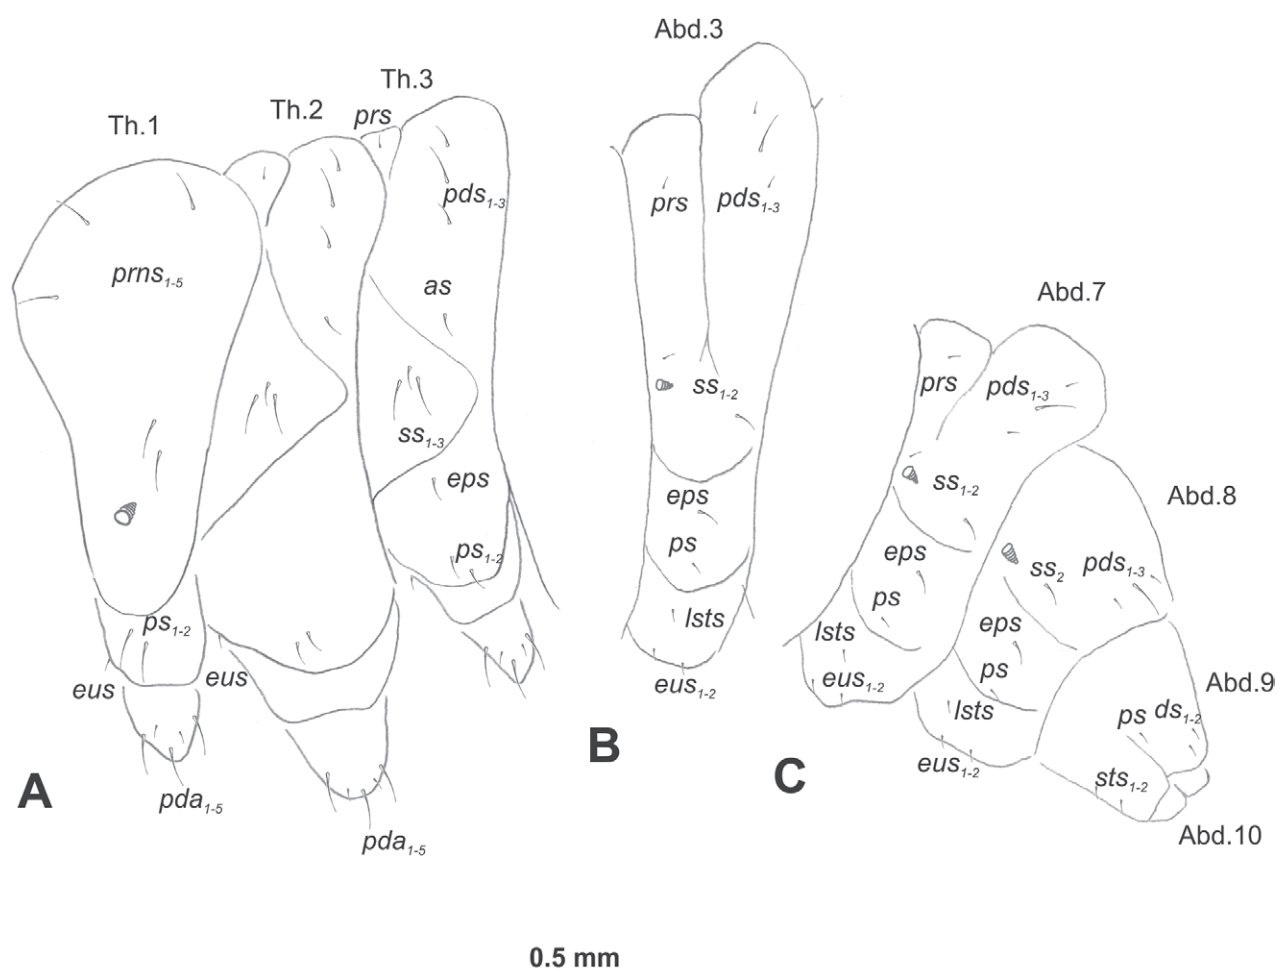 Abd.3
Th.3
Th.2
prs
Th.1
pds1-3
prns1-5
as
ss1-3
eps
ps1-2
ps1-2
eus
eus
pda1-5
pda1-5
A
prs
pds1-3
ss1-2
eps
ps
lsts
eus1-2
B
Abd.7
prs
pds1-3
ss1-2
Abd.8
eps
ss2
pds1-3
ps
eps
lsts
ps
eus1-2
Abd.9
lsts
ps ds1-2
eus1-2
sts1-2
C
Abd.10
0.5 mm